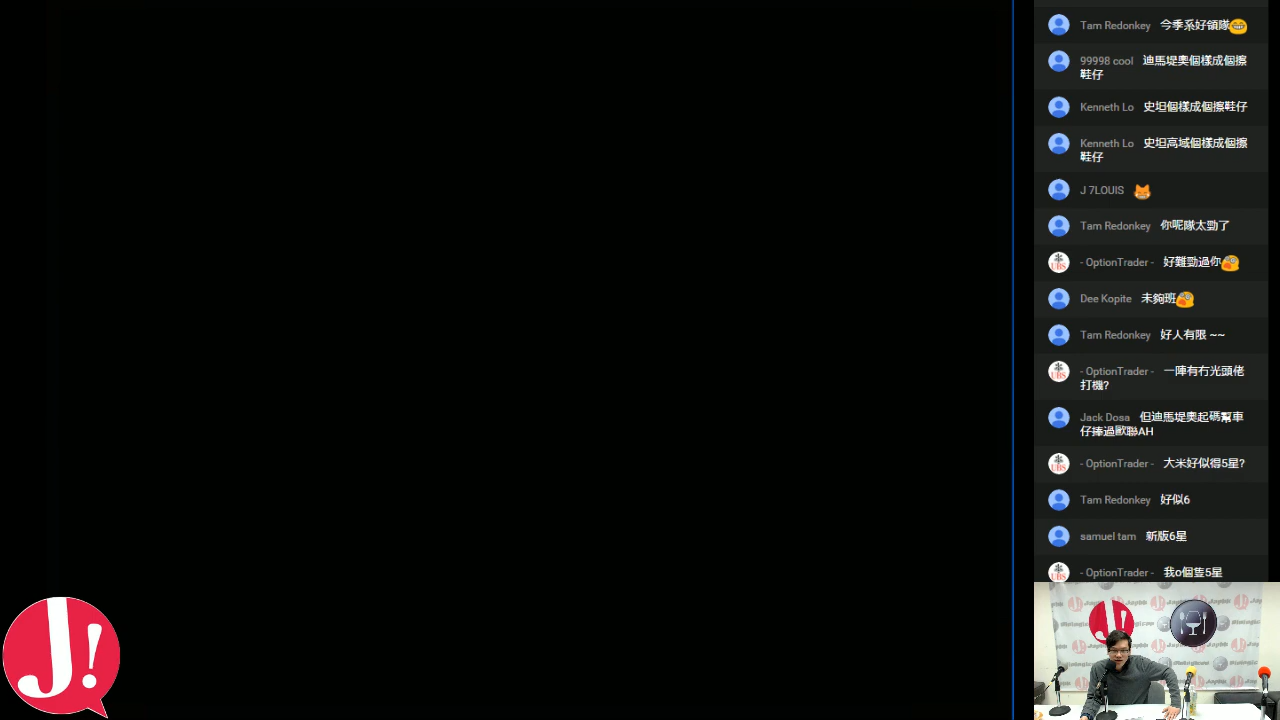 Tam Redonkey 今季系好領隊
99998 cool 迪馬堤奧個樣成個擦
鞋仔
Kenneth Lo 史坦個樣成個擦鞋仔
Kenneth Lo 史坦高域個樣成個擦
鞋仔
J 7LOUIS
Tam Redonkey 你呢隊太勁了
- OptionTrader - 好難勁過你
Dee Kopite 未夠班
Tam Redonkey 好人有限 ~~
- OptionTrader - 一陣有冇光頭佬
打機?
Jack Dosa 但迪馬堤奧起碼幫車
仔捧過歐聯AH
- OptionTrader - 大米好似得5星?
Tam Redonkey 好似6
samuel tam 新版6星
- OptionTrader - 我o個隻5星
UBS
J!